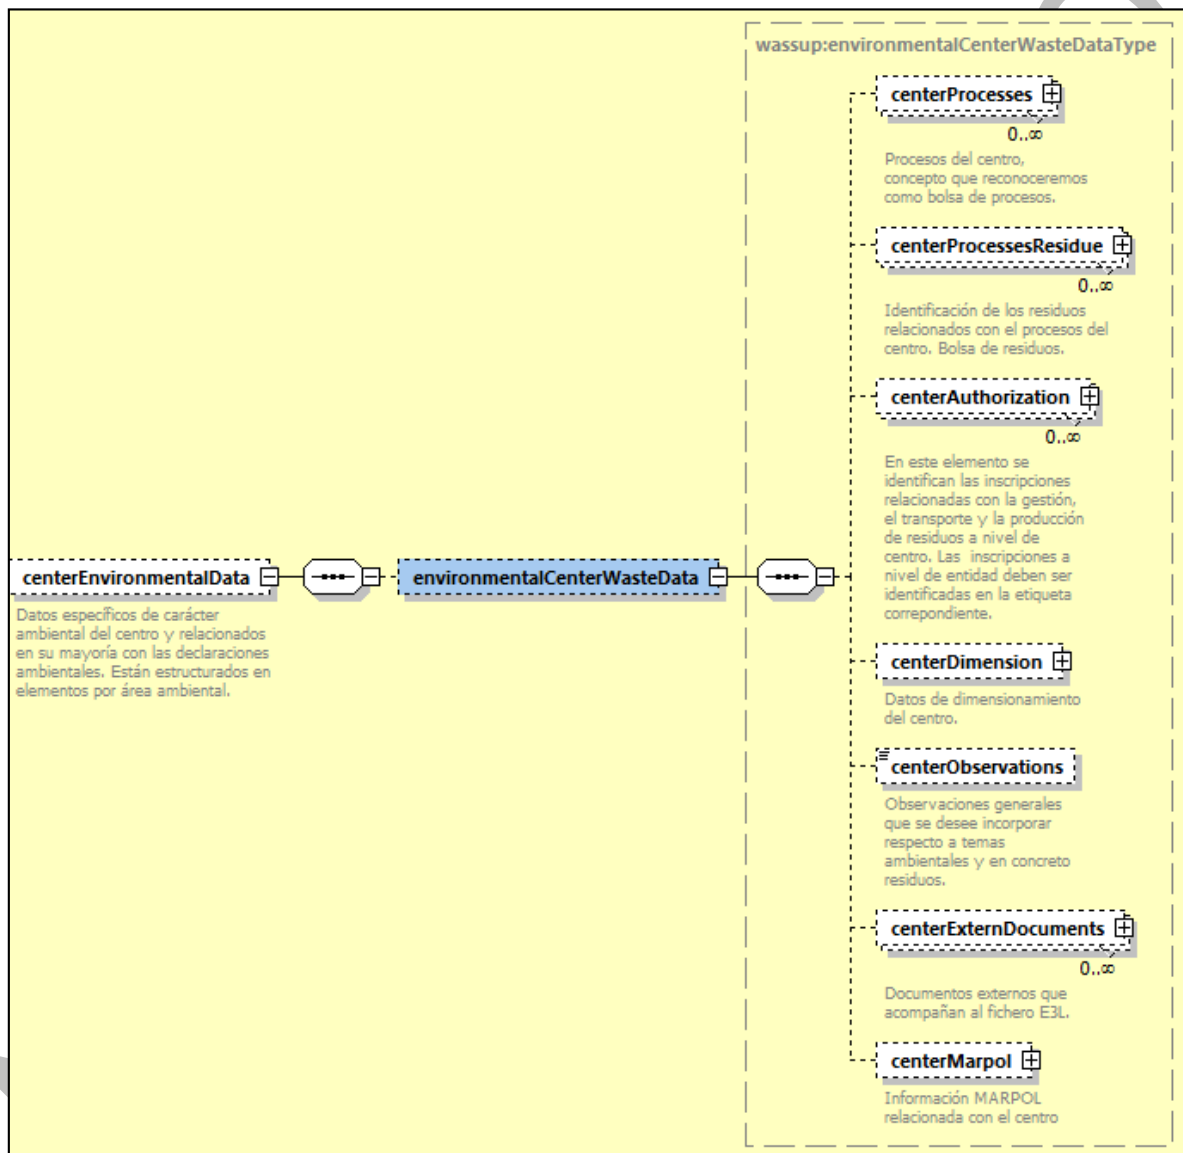 wassup:environmentalCenterWasteDataType
centerProcesses
0..∞
Procesos del centro,
concepto que reconoceremos
como bolsa de procesos.
centerProcessesResidue
0..∞
Identificación de los residuos
relacionados con el procesos del
centro. Bolsa de residuos.
centerAuthorization
0..∞
En este elemento se
identifican las inscripciones
relacionadas con la gestión,
el transporte y la producción
de residuos a nivel de
centro. Las  inscripciones a
nivel de entidad deben ser
identificadas en la etiqueta
correpondiente.
centerEnvironmentalData
Datos específicos de carácter
ambiental del centro y relacionados
en su mayoría con las declaraciones
ambientales. Están estructurados en
elementos por área ambiental.
environmentalCenterWasteData
centerDimension
Datos de dimensionamiento
del centro.
centerObservations
Observaciones generales
que se desee incorporar
respecto a temas
ambientales y en concreto
residuos.
centerExternDocuments
0..∞
Documentos externos que
acompañan al fichero E3L.
centerMarpol
Información MARPOL
relacionada con el centro